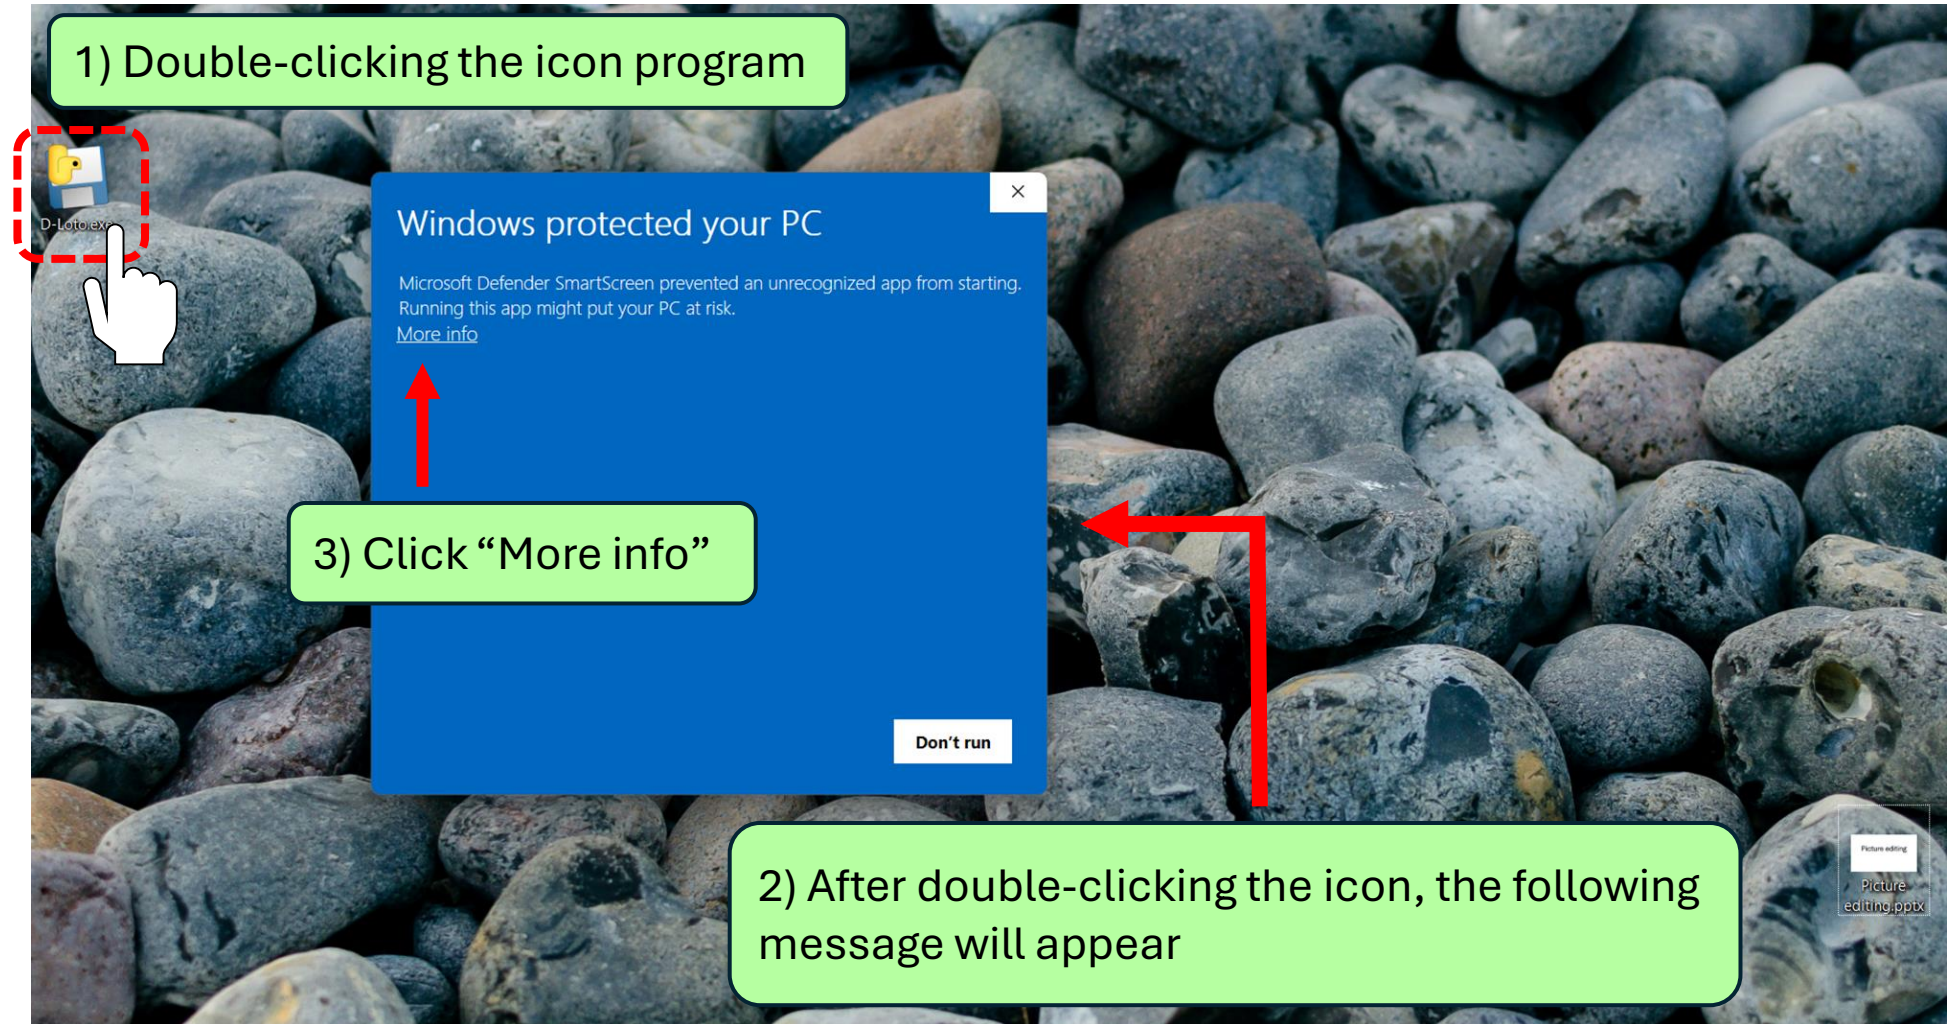 1) Double-clicking the icon program
D-Loto.exe
×
Windows protected your PC
Microsoft Defender SmartScreen prevented an unrecognized app from starting.
Running this app might put your PC at risk.
More info
3) Click “More info”
Don't run
2) After double-clicking the icon, the following
message will appear
Picture editing
Picture
editing.pptx